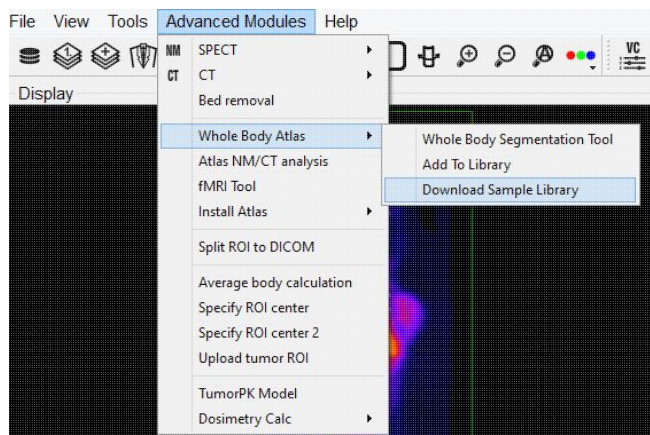 File View Tools Advanced Modules Help
NM SPECT
CT CT
Bed removal
VC
Display
Whole Body Atlas
Atlas NM/CT analysis
fMRI Tool
Install Atlas
Whole Body Segmentation Tool
Add To Library
Download Sample Library
Split ROI to DICOM
Average body calculation
Specify ROI center
Specify ROI center 2
Upload tumor ROI
TumorPK Model
Dosimetry Calc